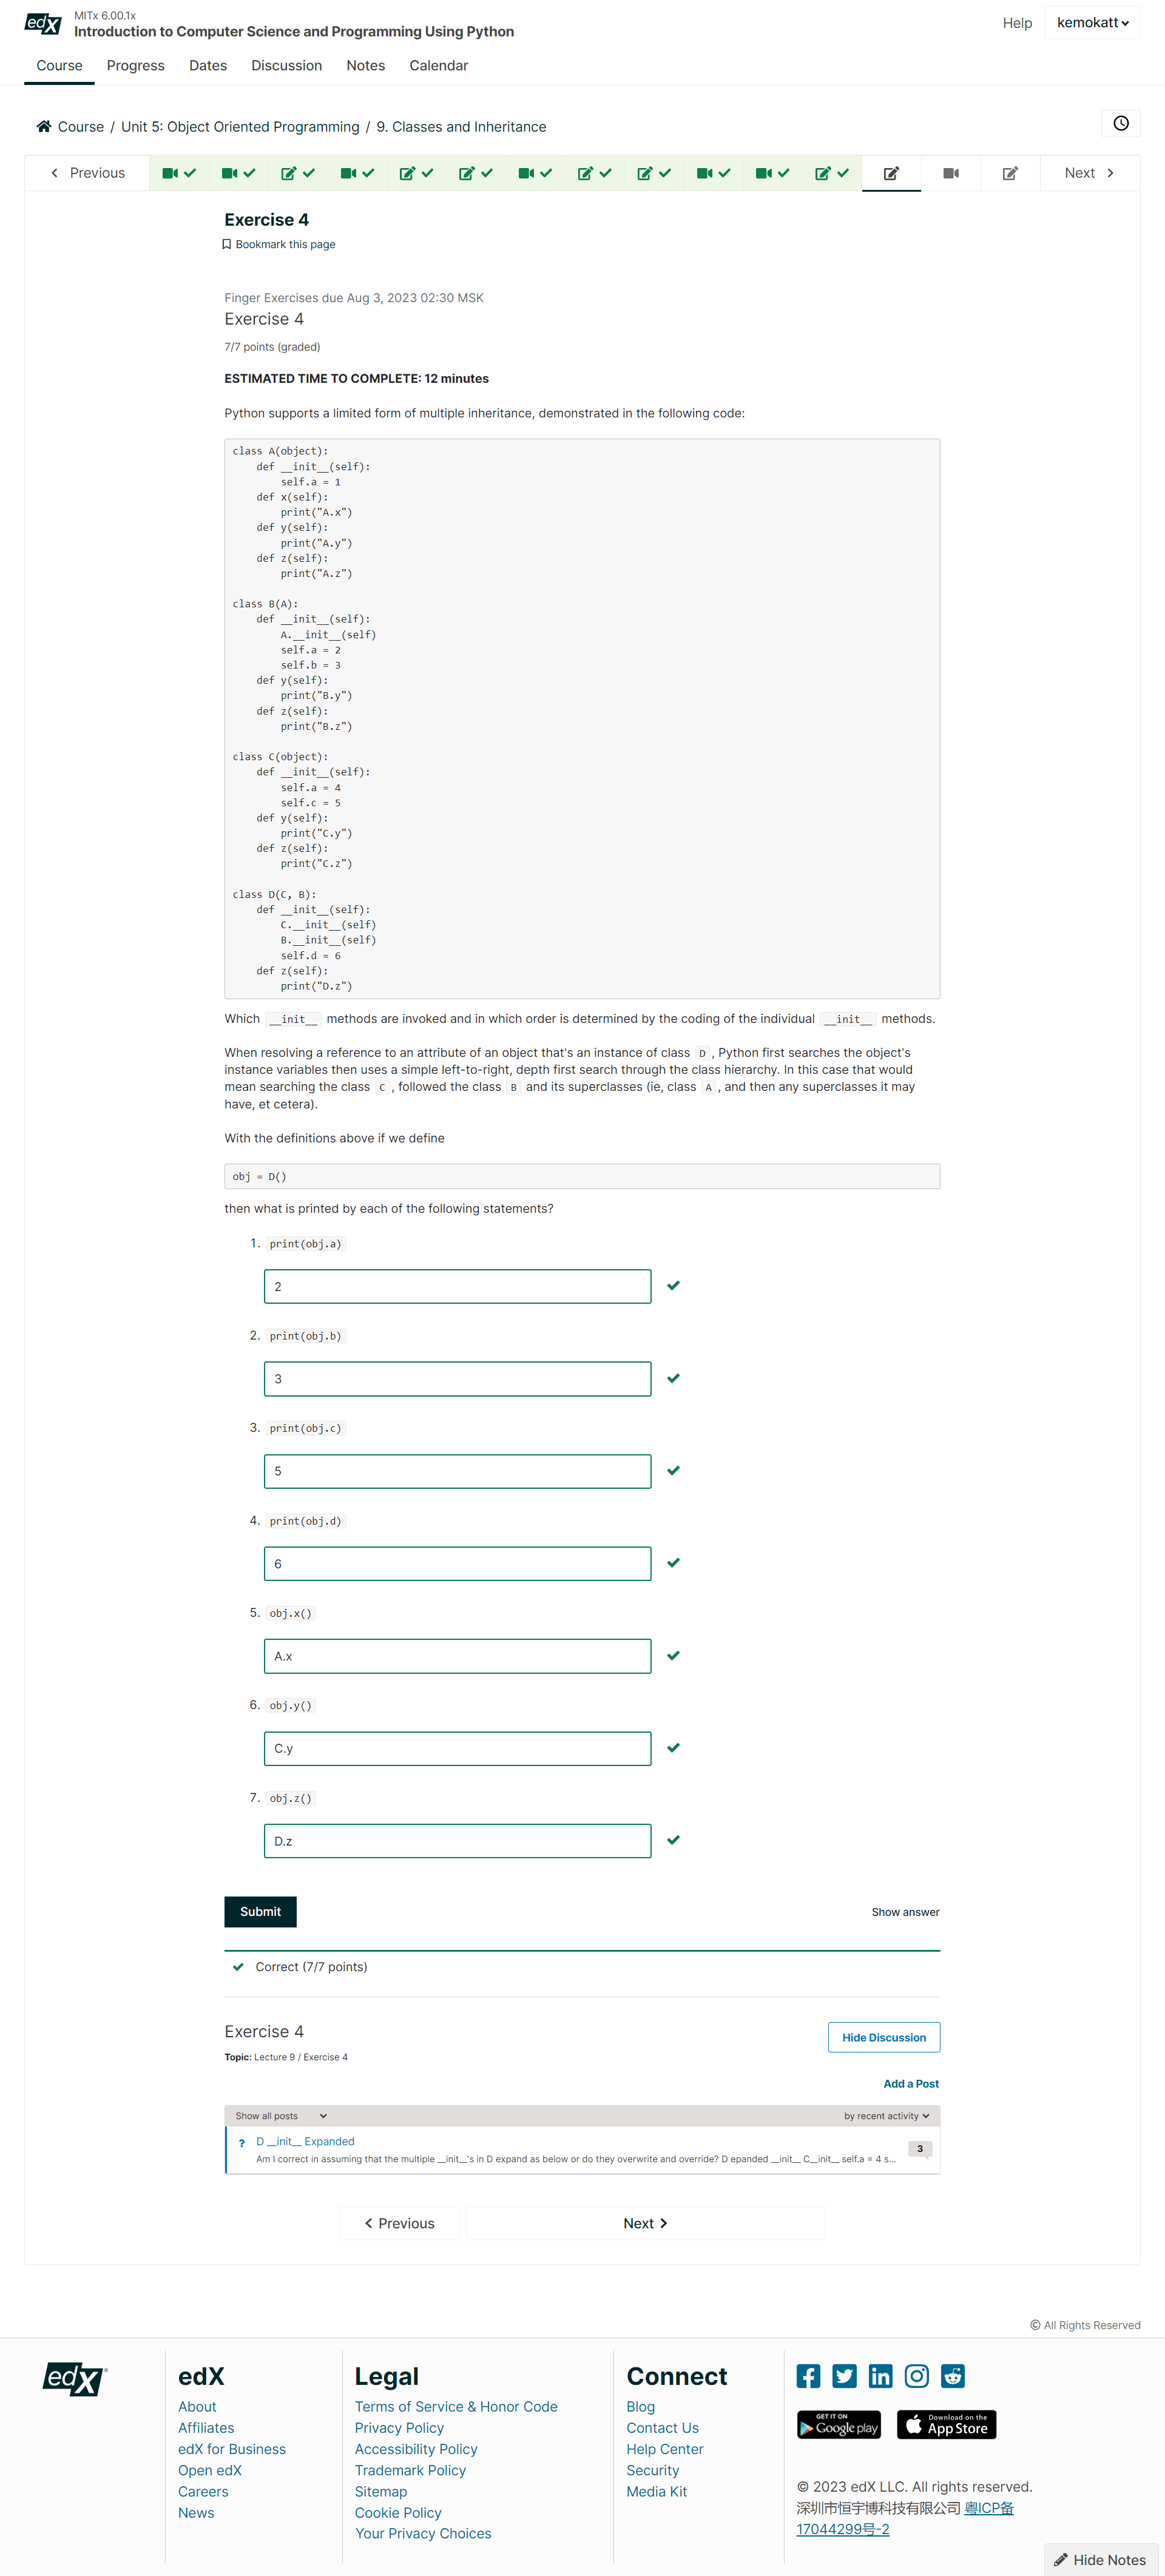 edX
MITx 6.00.1x
Introduction to Computer Science and Programming Using Python
Help
kemokatt
Course
Progress
Dates
Discussion
Notes
Calendar
Course / Unit 5: Object Oriented Programming / 9. Classes and Inheritance
Previous
Next
Exercise 4
Bookmark this page
Finger Exercises due Aug 3, 2023 02:30 MSK
Exercise 4
7/7 points (graded)
ESTIMATED TIME TO COMPLETE: 12 minutes
Python supports a limited form of multiple inheritance, demonstrated in the following code:
class A(object):
    def __init__(self):
        self.a = 1
    def x(self):
        print("A.x")
    def y(self):
        print("A.y")
    def z(self):
        print("A.z")
class B(A):
    def __init__(self):
        A.__init__(self)
        self.a = 2
        self.b = 3
    def y(self):
        print("B.y")
    def z(self):
        print("B.z")
class C(object):
    def __init__(self):
        self.a = 4
        self.c = 5
    def y(self):
        print("C.y")
    def z(self):
        print("C.z")
class D(C, B):
    def __init__(self):
        C.__init__(self)
        B.__init__(self)
        self.d = 6
    def z(self):
        print("D.z")
Which __init__ methods are invoked and in which order is determined by the coding of the individual __init__ methods.
When resolving a reference to an attribute of an object that's an instance of class D, Python first searches the object's
instance variables then uses a simple left-to-right, depth first search through the class hierarchy. In this case that would
mean searching the class C, followed the class B and its superclasses (ie, class A, and then any superclasses it may
have, et cetera).
With the definitions above if we define
obj = D()
then what is printed by each of the following statements?
1. print(obj.a)
2
2. print(obj.b)
3
3. print(obj.c)
5
4. print(obj.d)
6
5. obj.x()
A.x
6. obj.y()
C.y
7. obj.z()
D.z
Submit
Show answer
Correct (7/7 points)
Exercise 4
Hide Discussion
Topic: Lecture 9 / Exercise 4
Add a Post
Show all posts
by recent activity
? D __init__ Expanded
Am I correct in assuming that the multiple __init__'s in D expand as below or do they overwrite and override? D epanded __init__ C__init__ self.a = 4 s...
3
Previous
Next
© All Rights Reserved
edX
edX
About
Affiliates
edX for Business
Open edX
Careers
News
Legal
Terms of Service & Honor Code
Privacy Policy
Accessibility Policy
Trademark Policy
Sitemap
Cookie Policy
Your Privacy Choices
Connect
Blog
Contact Us
Help Center
Security
Media Kit
GET IT ON
Google play
Download on the
App Store
© 2023 edX LLC. All rights reserved.
深圳市恒宇博科技有限公司 粤ICP备
17044299号-2
Hide Notes